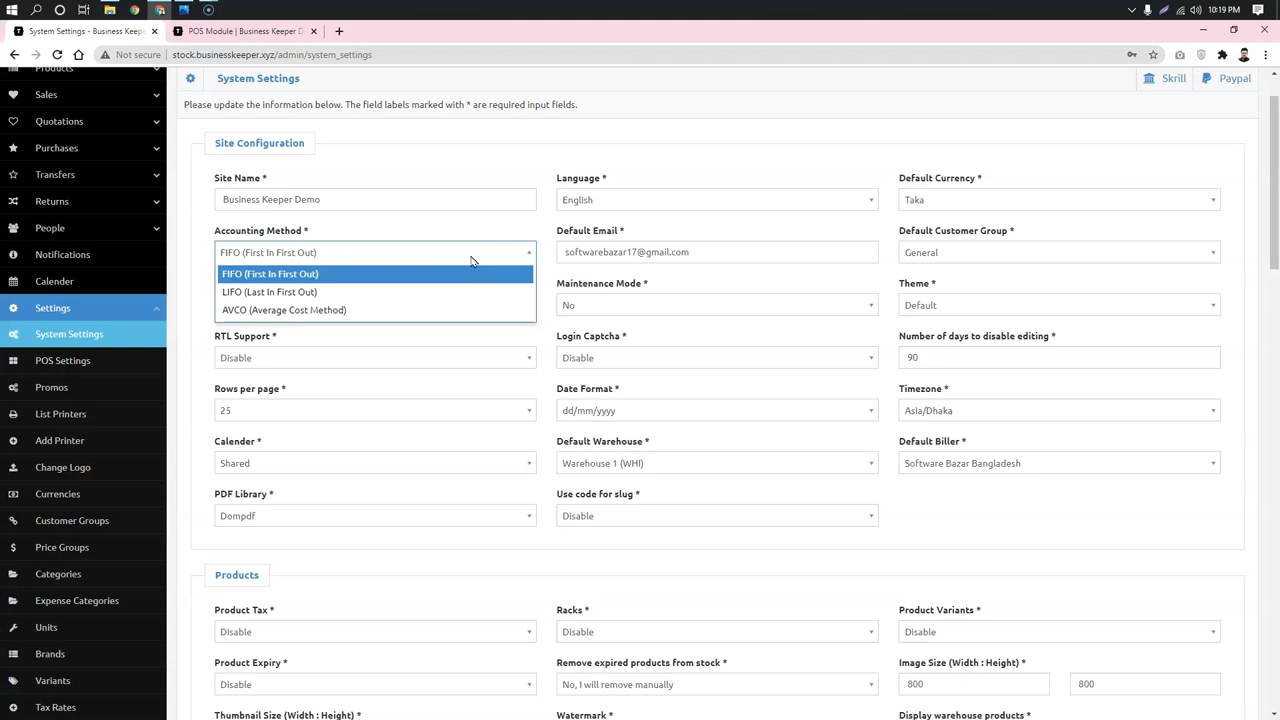 10:19 PM
System Settings - Business Keepe
POS Module | Business Keeper D
Not secure
stock.businesskeeper.xyz/admin/system_settings
Products
Sales
Quotations
Purchases
Transfers
Returns
People
Notifications
Calendar
Settings
System Settings
POS Settings
Promos
List Printers
Add Printer
Change Logo
Currencies
Customer Groups
Price Groups
Categories
Expense Categories
Units
Brands
Variants
Tax Rates
System Settings
Skrill
Paypal
Please update the information below. The field labels marked with * are required input fields.
Site Configuration
Site Name *
Language *
Default Currency *
Business Keeper Demo
English
Taka
Accounting Method *
Default Email *
Default Customer Group *
FIFO (First In First Out)
softwarebazar17@gmail.com
General
FIFO (First In First Out)
LIFO (Last In First Out)
AVCO (Average Cost Method)
Maintenance Mode *
Theme *
No
Default
RTL Support *
Login Captcha *
Number of days to disable editing *
Disable
Disable
90
Rows per page *
Date Format *
Timezone *
25
dd/mm/yyyy
Asia/Dhaka
Calender *
Default Warehouse *
Default Biller *
Shared
Warehouse 1 (WHI)
Software Bazar Bangladesh
PDF Library *
Use code for slug *
Dompdf
Disable
Products
Product Tax *
Racks *
Product Variants *
Disable
Disable
Disable
Product Expiry *
Remove expired products from stock *
Image Size (Width : Height) *
Disable
No, I will remove manually
800
800
Thumbnail Size (Width : Height) *
Watermark *
Display warehouse products *